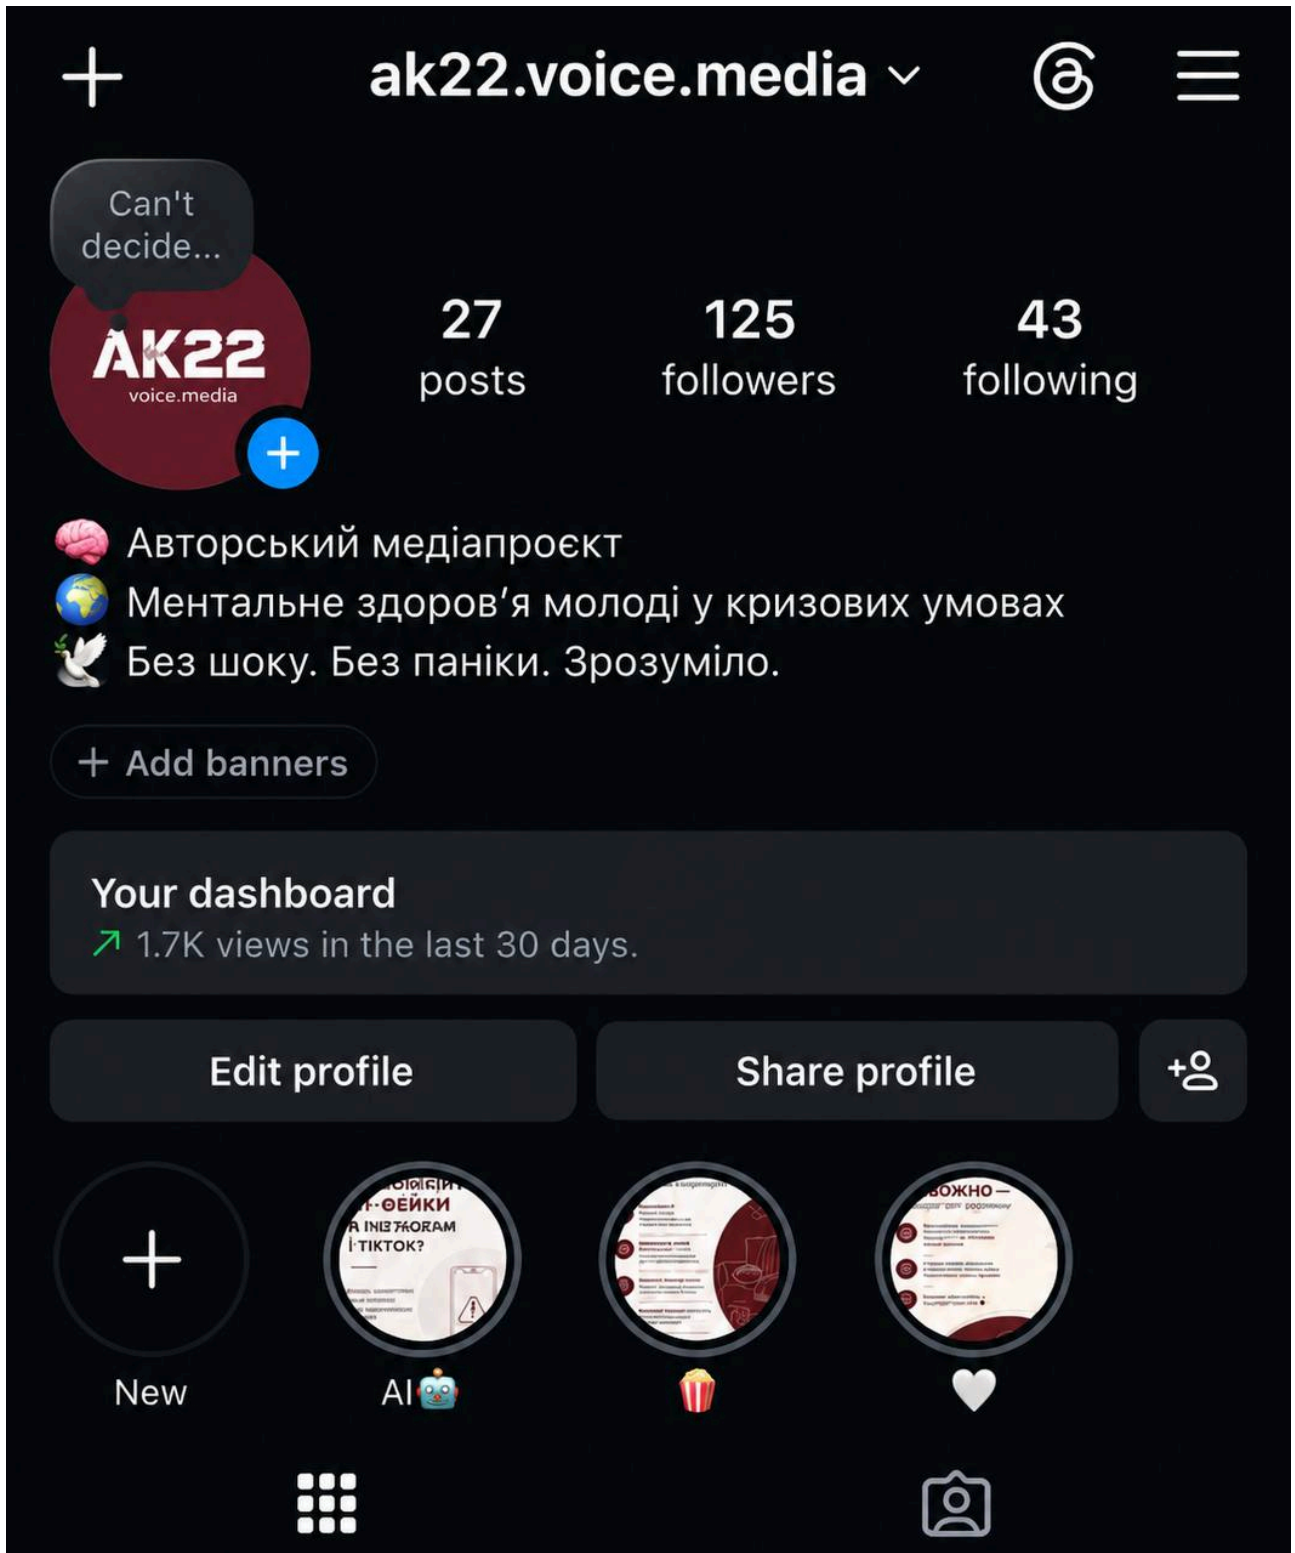 ak22.voice.media
Can't
decide...
AK22
voice.media
27
posts
125
followers
43
following
Авторський медіапроєкт
Ментальне здоров’я молоді у кризових умовах
Без шоку. Без паніки. Зрозуміло.
+ Add banners
Your dashboard
1.7K views in the last 30 days.
Edit profile
Share profile
І TIKTOK?
New
AI